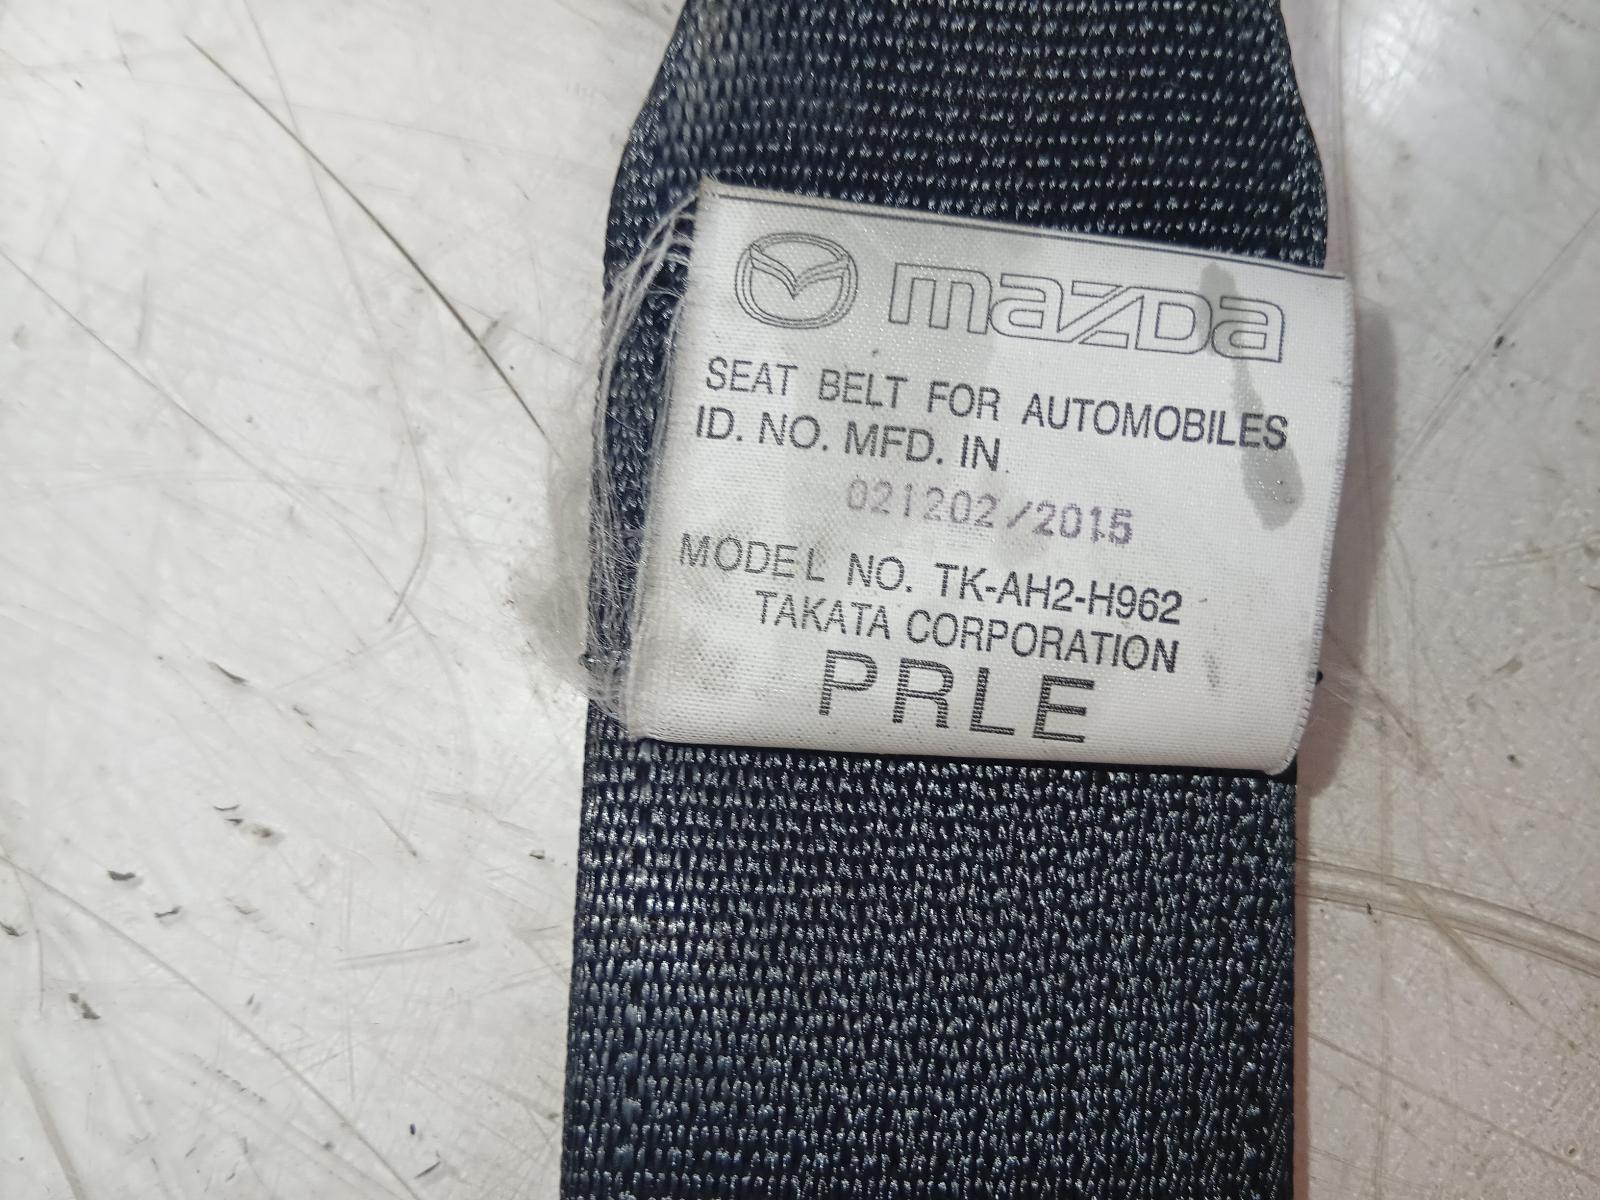 mazda
SEAT BELT FOR AUTOMOBILES
ID. NO. MFD. IN
021202/2015
MODEL NO. TK-AH2-H962
TAKATA CORPORATION
PRLE